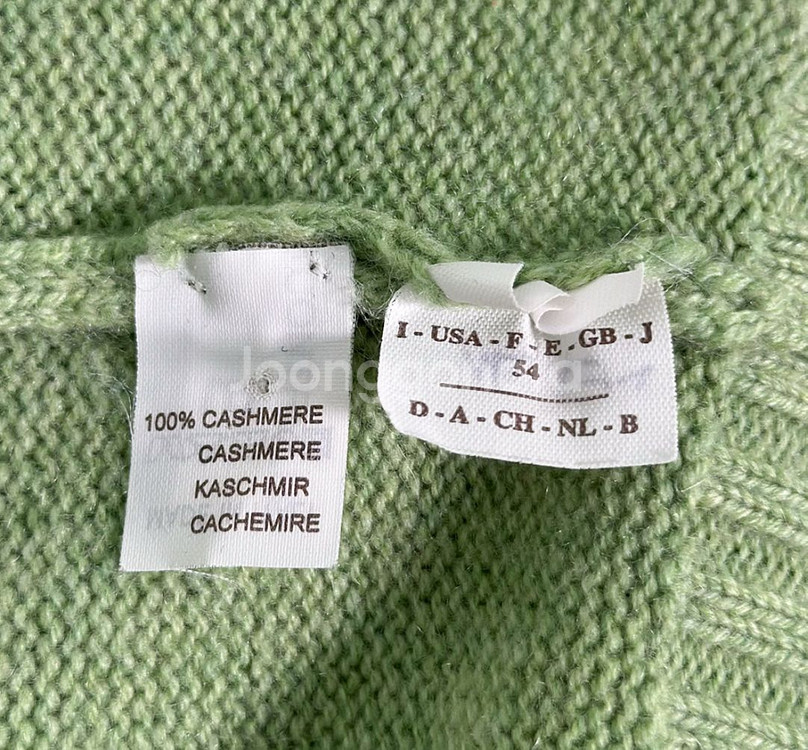 100% CASHMERE
CASHMERE
KASCHMIR
CACHEMIRE
I - USA - F - E - GB - J
54
D - A - CH - NL - B